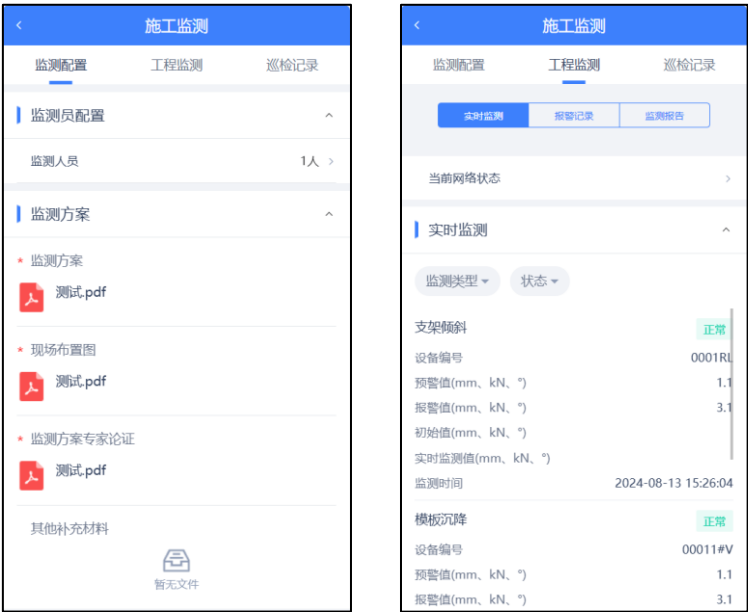 施工监测
监测配置 工程监测 巡检记录
监测员配置
监测人员 1人
监测方案
* 监测方案
测试.pdf
* 现场布置图
测试.pdf
* 监测方案专家论证
测试.pdf
其他补充材料
暂无文件
施工监测
监测配置 工程监测 巡检记录
实时监测 报警记录 监测报告
当前网络状态
实时监测
监测类型 状态
支架倾斜 正常
设备编号 0001RL
预警值(mm、kN、°) 1.1
报警值(mm、kN、°) 3.1
初始值(mm、kN、°)
实时监测值(mm、kN、°)
监测时间 2024-08-13 15:26:04
模板沉降 正常
设备编号 00011#V
预警值(mm、kN、°) 1.1
报警值(mm、kN、°) 3.1